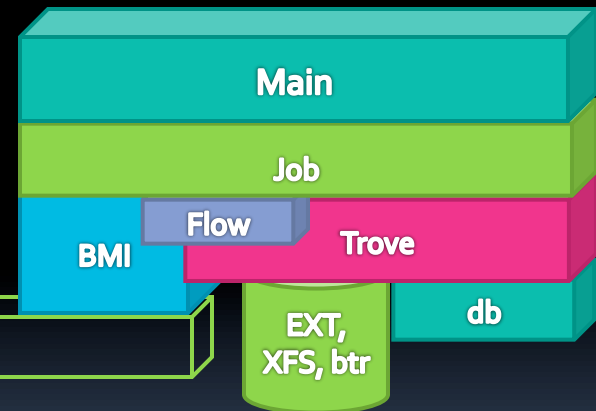 Main
Job
Flow
BMI
Trove
EXT,
XFS, btr
db